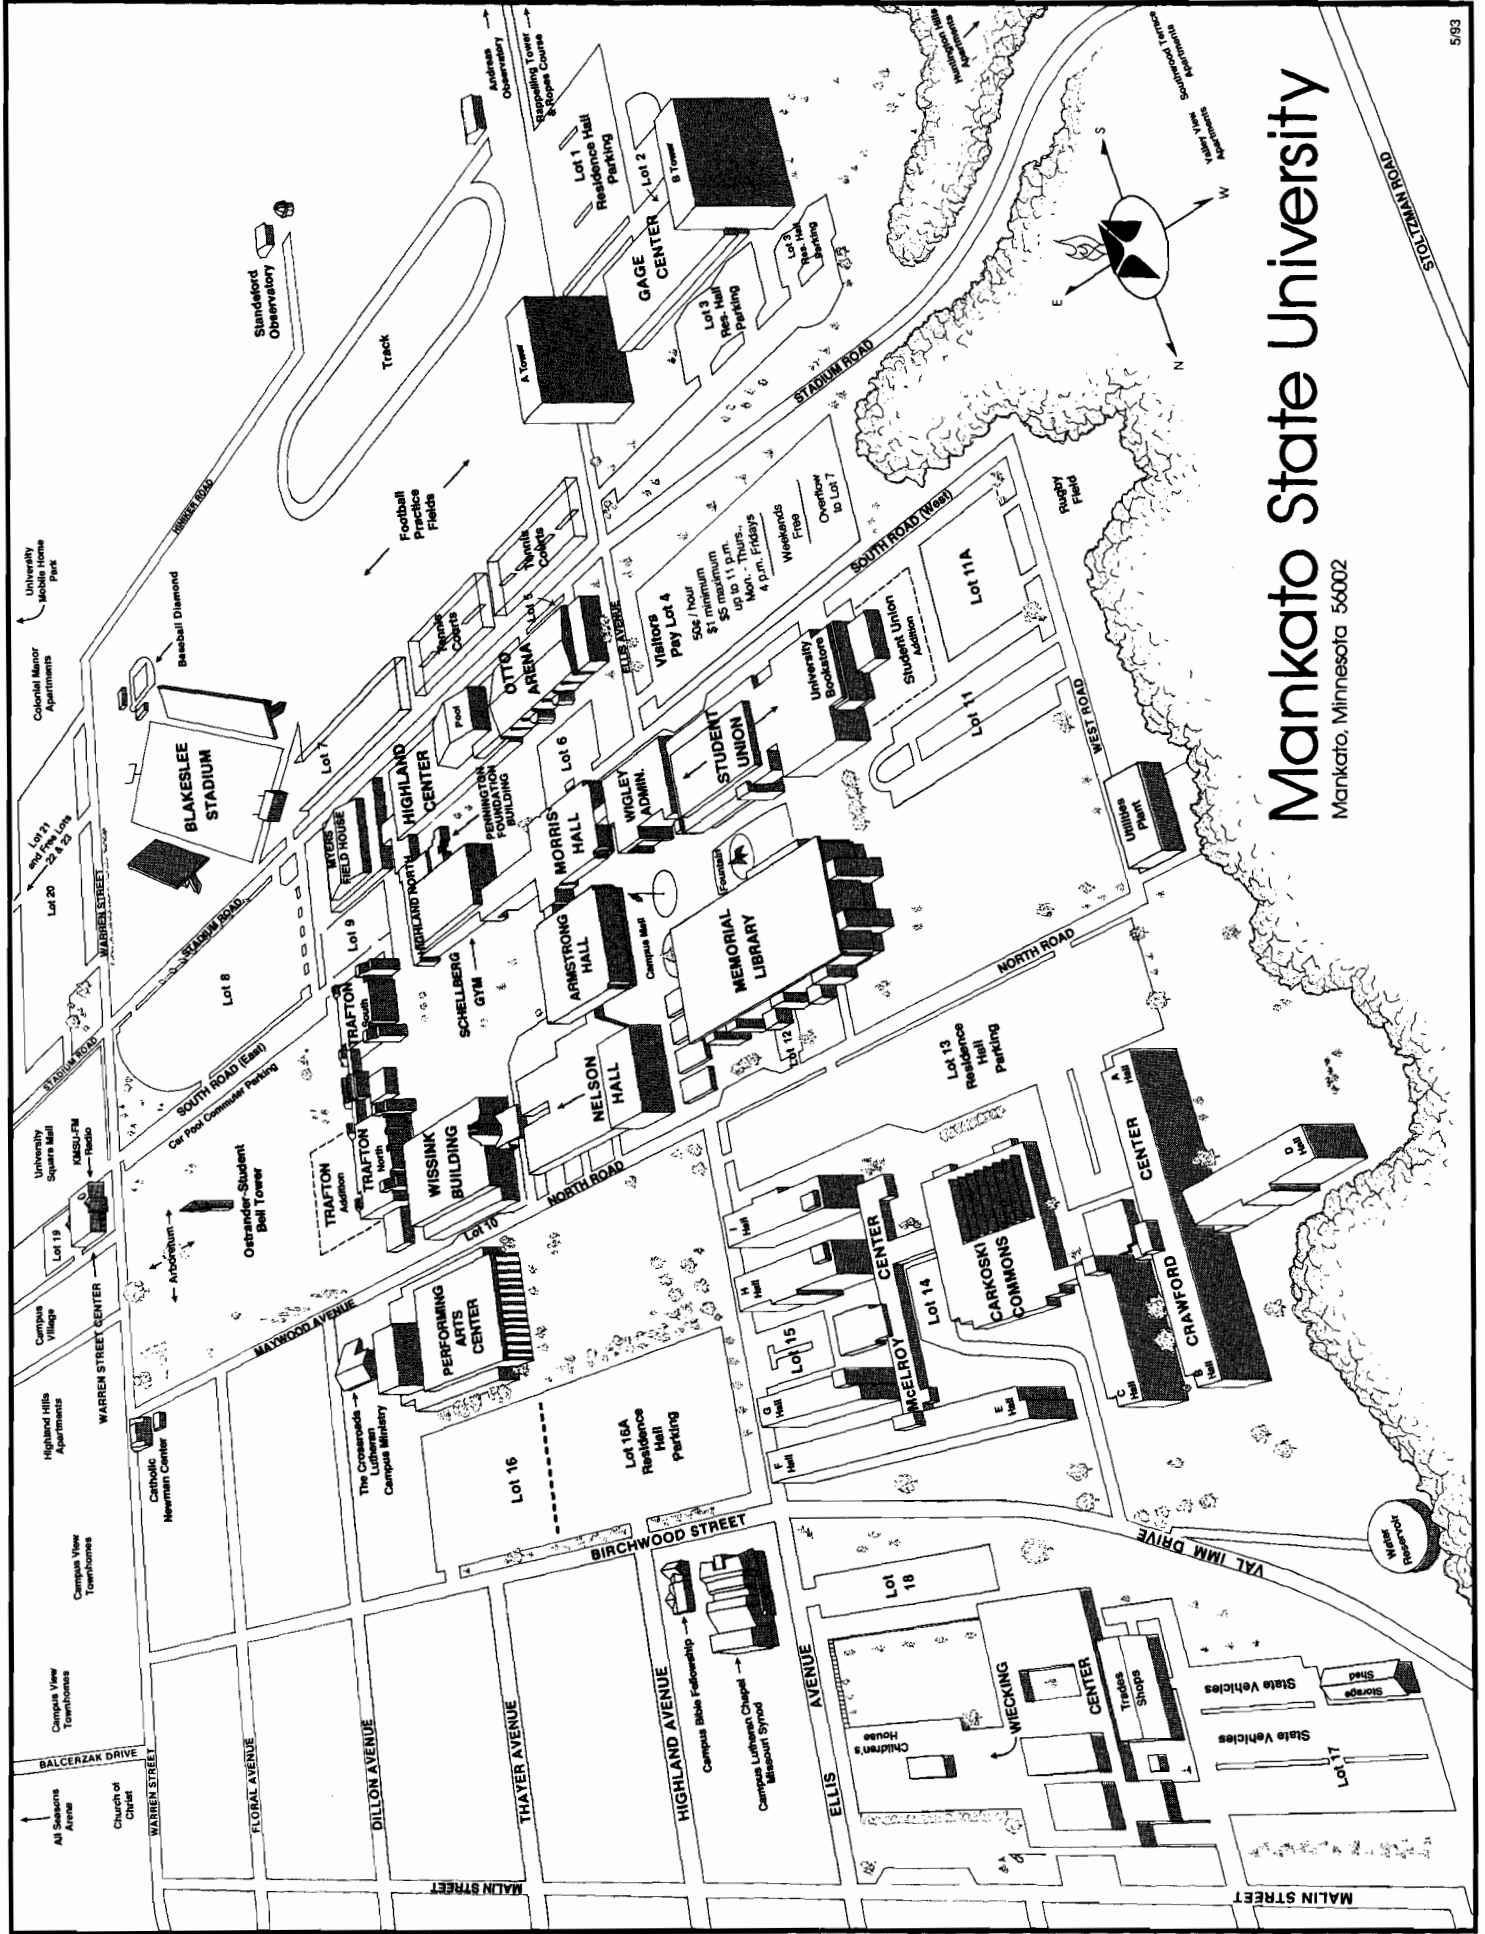 Mankato State University
Mankato, Minnesota 56002
5/93
STOLTZMAN ROAD
Huntington Hills
Apartments
Southwood Terrace
Apartments
Valley View
Apartments
S
W
E
N
Andreas
Observatory
Rappelling Tower
& Ropes Course
Lot 1
Residence Hall
Parking
Lot 2
B Tower
GAGE
CENTER
A Tower
Lot 3
Res. Hall
Parking
Lot 3
Res. Hall
Parking
Standeford
Observatory
Track
Football
Practice
Fields
STADIUM ROAD
HINIKER ROAD
University
Mobile Home
Park
Colonial Manor
Apartments
Baseball Diamond
BLAKESLEE
STADIUM
Lot 21
and Free Lots
22 & 23
Lot 20
WARREN STREET
STADIUM ROAD
STADIUM ROAD
Lot 7
Tennis
Courts
Tennis
Courts
Lot 5
OTTO
ARENA
Pool
HIGHLAND
CENTER
MYERS
FIELD HOUSE
HIGHLAND NORTH
PENNINGTON
FOUNDATION
BUILDING
Lot 6
ELLIS AVENUE
Visitors
Pay Lot 4
50¢ / hour
$1 minimum
$5 maximum
up to 11 p.m.
Mon. - Thurs.,
4 p.m. Fridays
Weekends
Free
Overflow
to Lot 7
SOUTH ROAD (West)
Rugby
Field
Lot 11A
Student Union
Addition
University
Bookstore
Lot 11
WEST ROAD
Utilities
Plant
STUDENT
UNION
WIGLEY
ADMIN.
MORRIS
HALL
ARMSTRONG
HALL
Campus Mall
Fountain
MEMORIAL
LIBRARY
NORTH ROAD
Lot 12
Lot 8
Lot 9
SCHELLBERG
GYM
TRAFTON
South
TRAFTON
North
TRAFTON
Addition
SOUTH ROAD (East)
Car Pool Commuter Parking
NELSON
HALL
WISSINK
BUILDING
Lot 10
NORTH ROAD
Lot 13
Residence
Hall
Parking
University
Square Mall
KMSU-FM
Radio
Lot 19
Arboretum
Ostrander-Student
Bell Tower
Campus
Village
WARREN STREET CENTER
MAYWOOD AVENUE
PERFORMING
ARTS
CENTER
The Crossroads
Lutheran
Campus Ministry
Highland Hills
Apartments
Catholic
Newman Center
Lot 16
Lot 16A
Residence
Hall
Parking
I
Hall
H
Hall
McELROY
CENTER
Lot 14
Lot 15
G
Hall
F
Hall
E
Hall
CARKOSKI
COMMONS
CRAWFORD
CENTER
A
Hall
B
Hall
C
Hall
D
Hall
BIRCHWOOD STREET
VAL IMM DRIVE
Water
Reservoir
Campus View
Townhomes
Campus View
Townhomes
BALCERZAK DRIVE
All Seasons
Arena
Church of
Christ
WARREN STREET
FLORAL AVENUE
DILLON AVENUE
THAYER AVENUE
HIGHLAND AVENUE
Campus Bible Fellowship
Campus Lutheran Chapel
Missouri Synod
ELLIS
AVENUE
Lot
18
Children's
House
WIECKING
CENTER
Trades
Shops
State Vehicles
State Vehicles
Storage
Shed
Lot 17
MALIN STREET
MALIN STREET